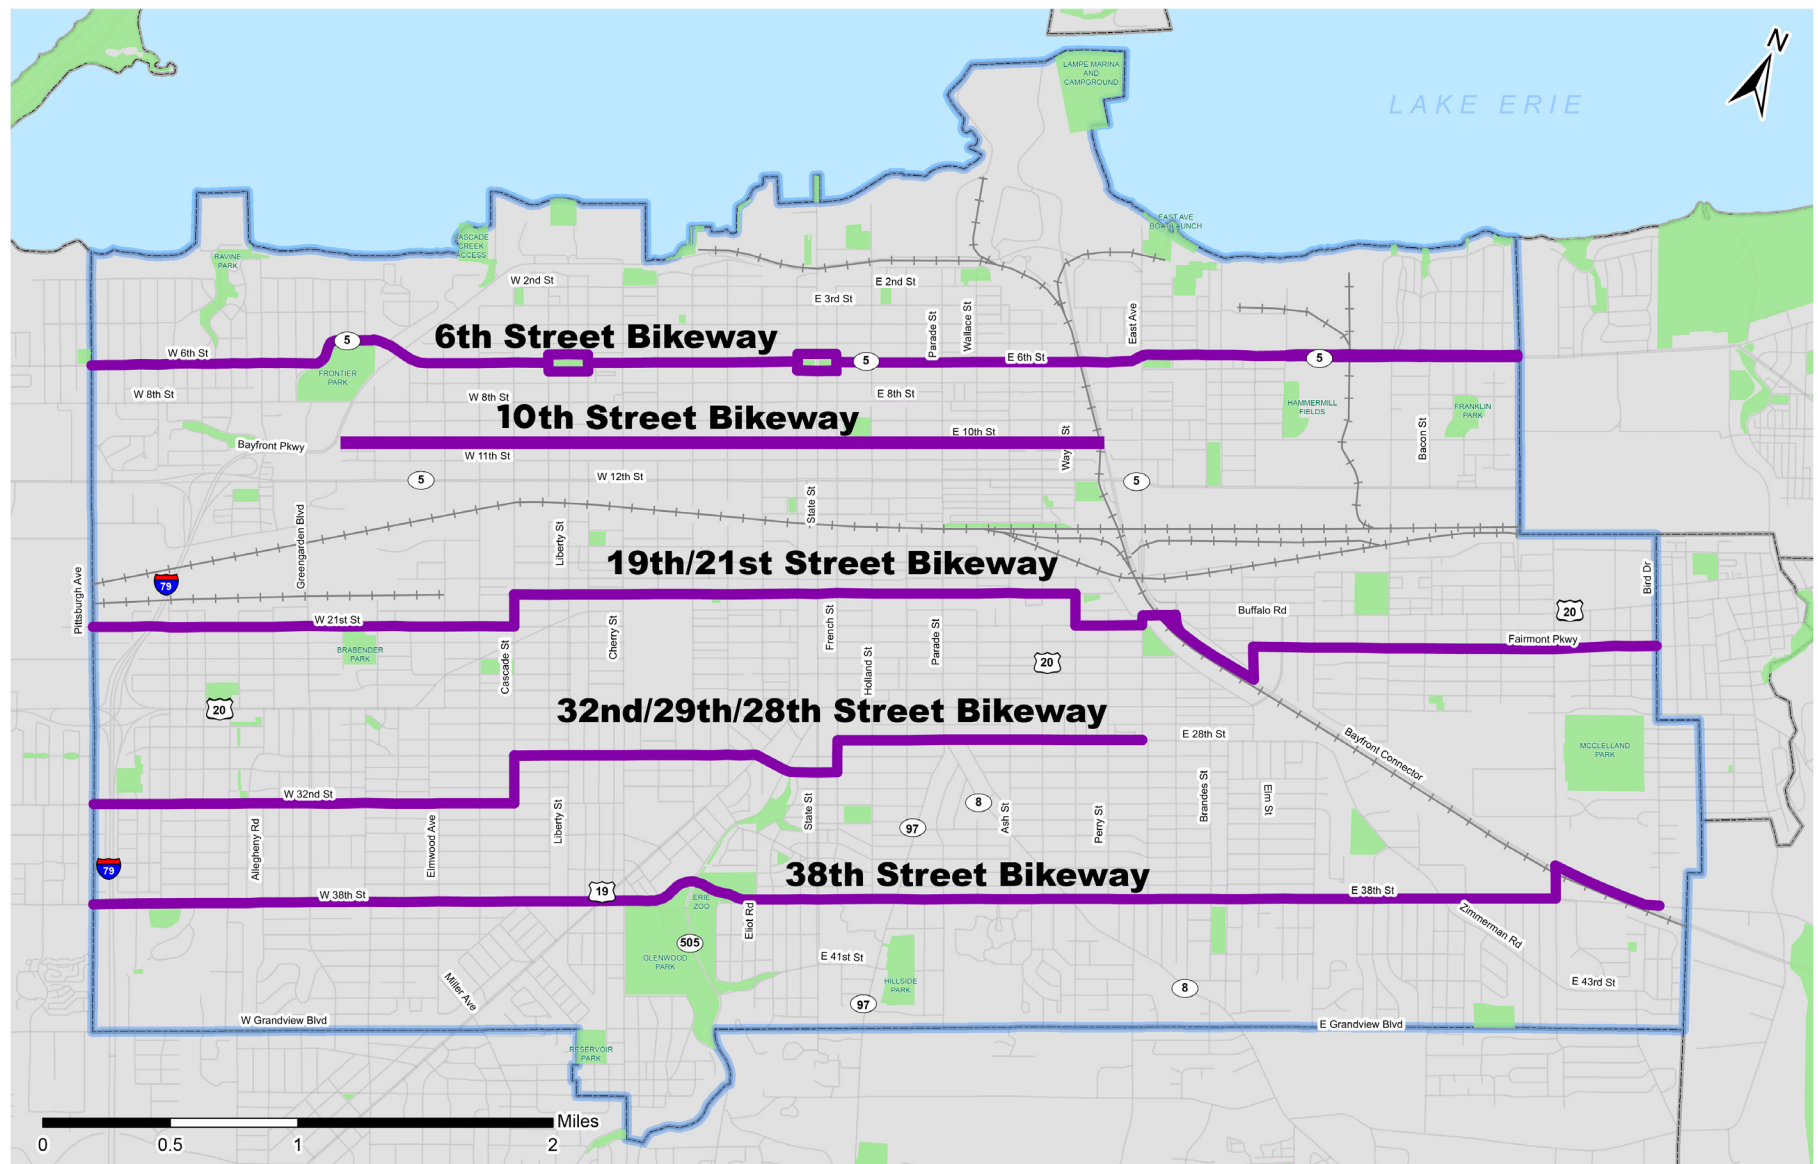 N
LAMPE MARINA
AND
CAMPGROUND
LAKE ERIE
EAST AVE
BOAT LAUNCH
CASCADE
CREEK
ACCESS
RAVINE
PARK
W 2nd St
E 2nd St
E 3rd St
Parade St
Wallace St
East Ave
6th Street Bikeway
5
W 6th St
5
E 6th St
5
FRONTIER
PARK
W 8th St
W 8th St
E 8th St
HAMMERMILL
FIELDS
FRANKLIN
PARK
10th Street Bikeway
Bayfront Pkwy
E 10th St
Bacon St
W 11th St
W 12th St
5
5
State St
Greengarden Blvd
Liberty St
19th/21st Street Bikeway
79
Pittsburgh Ave
Bird Dr
W 21st St
Buffalo Rd
20
French St
Cherry St
Parade St
Fairmont Pkwy
BRABENDER
PARK
Cascade St
Holland St
20
20
32nd/29th/28th Street Bikeway
E 28th St
Bayfront Connector
MCCLELLAND
PARK
W 32nd St
Brandes St
Elm St
8
State St
Ash St
Perry St
97
Allegheny Rd
Elmwood Ave
Liberty St
79
38th Street Bikeway
W 38th St
19
E 38th St
ERIE
ZOO
Eliot Rd
Zimmerman Rd
505
GLENWOOD
PARK
E 41st St
HILLSIDE
PARK
E 43rd St
Miller Ave
97
8
W Grandview Blvd
E Grandview Blvd
RESERVOIR
PARK
Miles
0
0.5
1
2